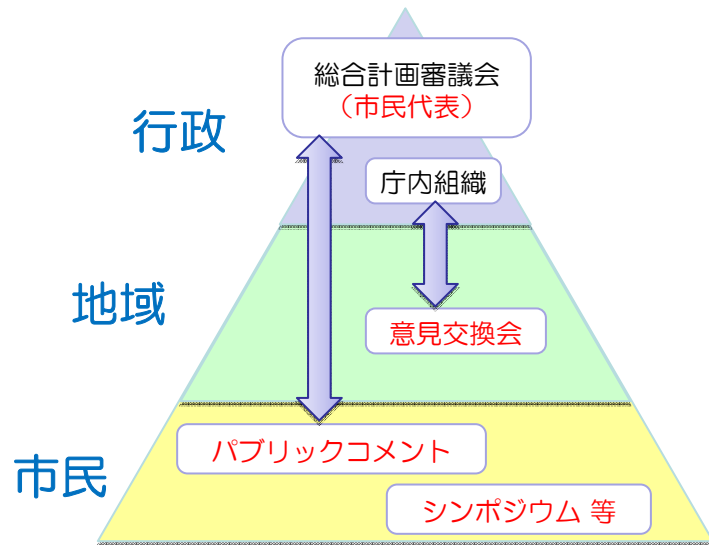 総合計画審議会
（市民代表）
行政
庁内組織
地域
意見交換会
パブリックコメント
市民
シンポジウム 等